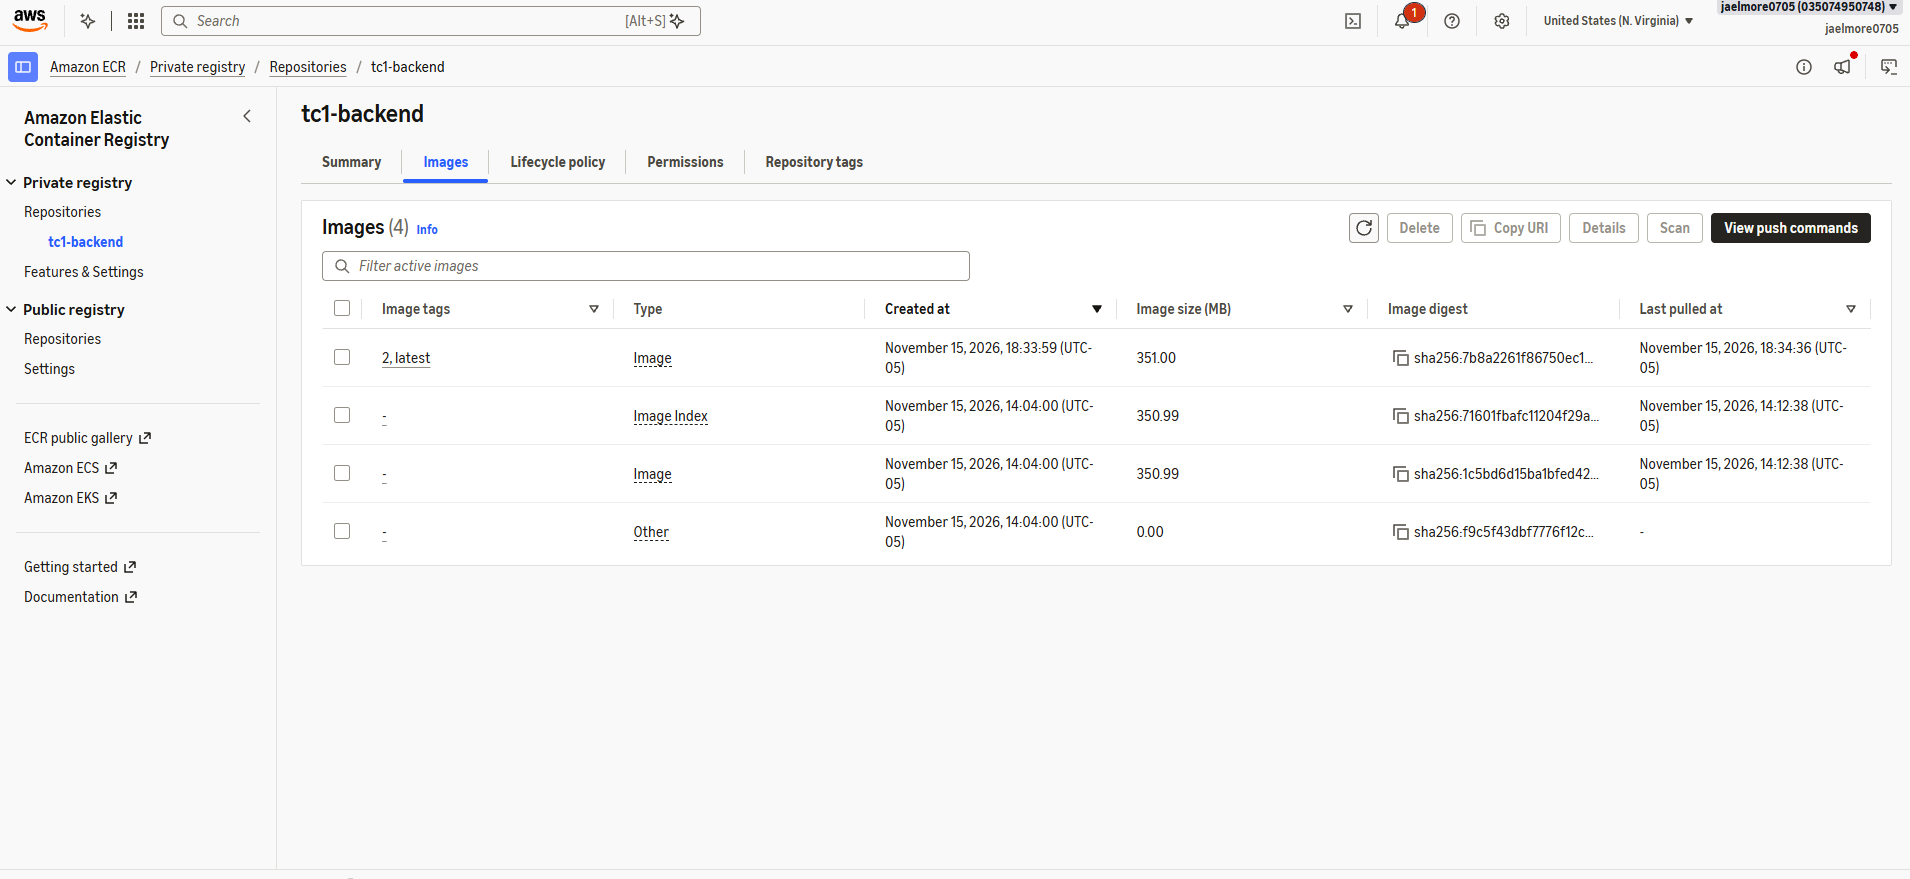 aws
Search
[Alt+S]
1
United States (N. Virginia)
jaelmore0705 (035074950748)
jaelmore0705
Amazon ECR / Private registry / Repositories / tc1-backend
Amazon Elastic
Container Registry
Private registry
Repositories
tc1-backend
Features & Settings
Public registry
Repositories
Settings
ECR public gallery
Amazon ECS
Amazon EKS
Getting started
Documentation
tc1-backend
Summary Images Lifecycle policy Permissions Repository tags
Images (4) Info
Delete Copy URI Details Scan View push commands
Filter active images
Image tags Type Created at Image size (MB) Image digest Last pulled at
2, latest Image November 15, 2026, 18:33:59 (UTC-05) 351.00 sha256:7b8a2261f86750ec1... November 15, 2026, 18:34:36 (UTC-05)
- Image Index November 15, 2026, 14:04:00 (UTC-05) 350.99 sha256:71601fbafc11204f29a... November 15, 2026, 14:12:38 (UTC-05)
- Image November 15, 2026, 14:04:00 (UTC-05) 350.99 sha256:1c5bd6d15ba1bfed42... November 15, 2026, 14:12:38 (UTC-05)
- Other November 15, 2026, 14:04:00 (UTC-05) 0.00 sha256:f9c5f43dbf7776f12c... -